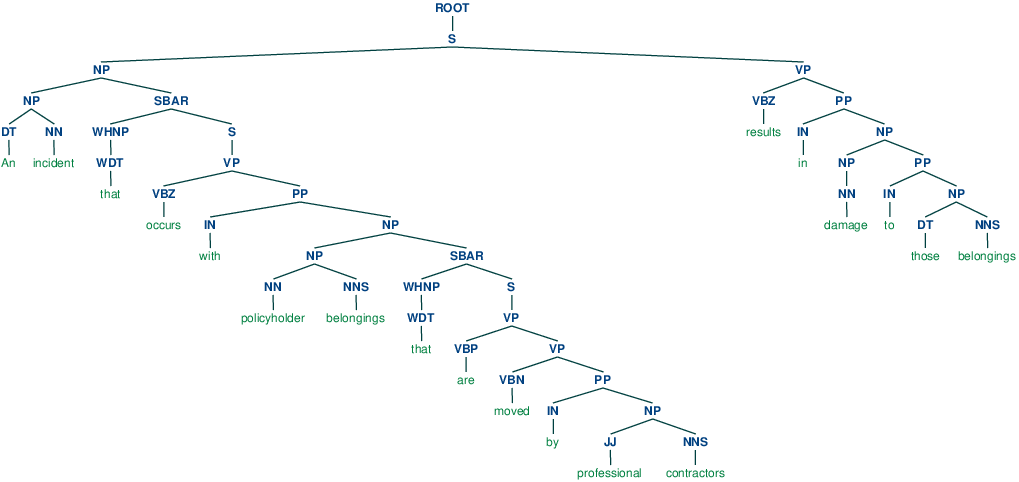 ROOT
S
NP VP
NP SBAR VBZ PP
DT NN WHNP S results IN NP
An incident WDT VP in NP PP
that VBZ PP NN IN NP
occurs IN NP damage to DT NNS
with NP SBAR those belongings
NN NNS WHNP S
policyholder belongings WDT VP
that VBP VP
are VBN PP
moved IN NP
by JJ NNS
professional contractors